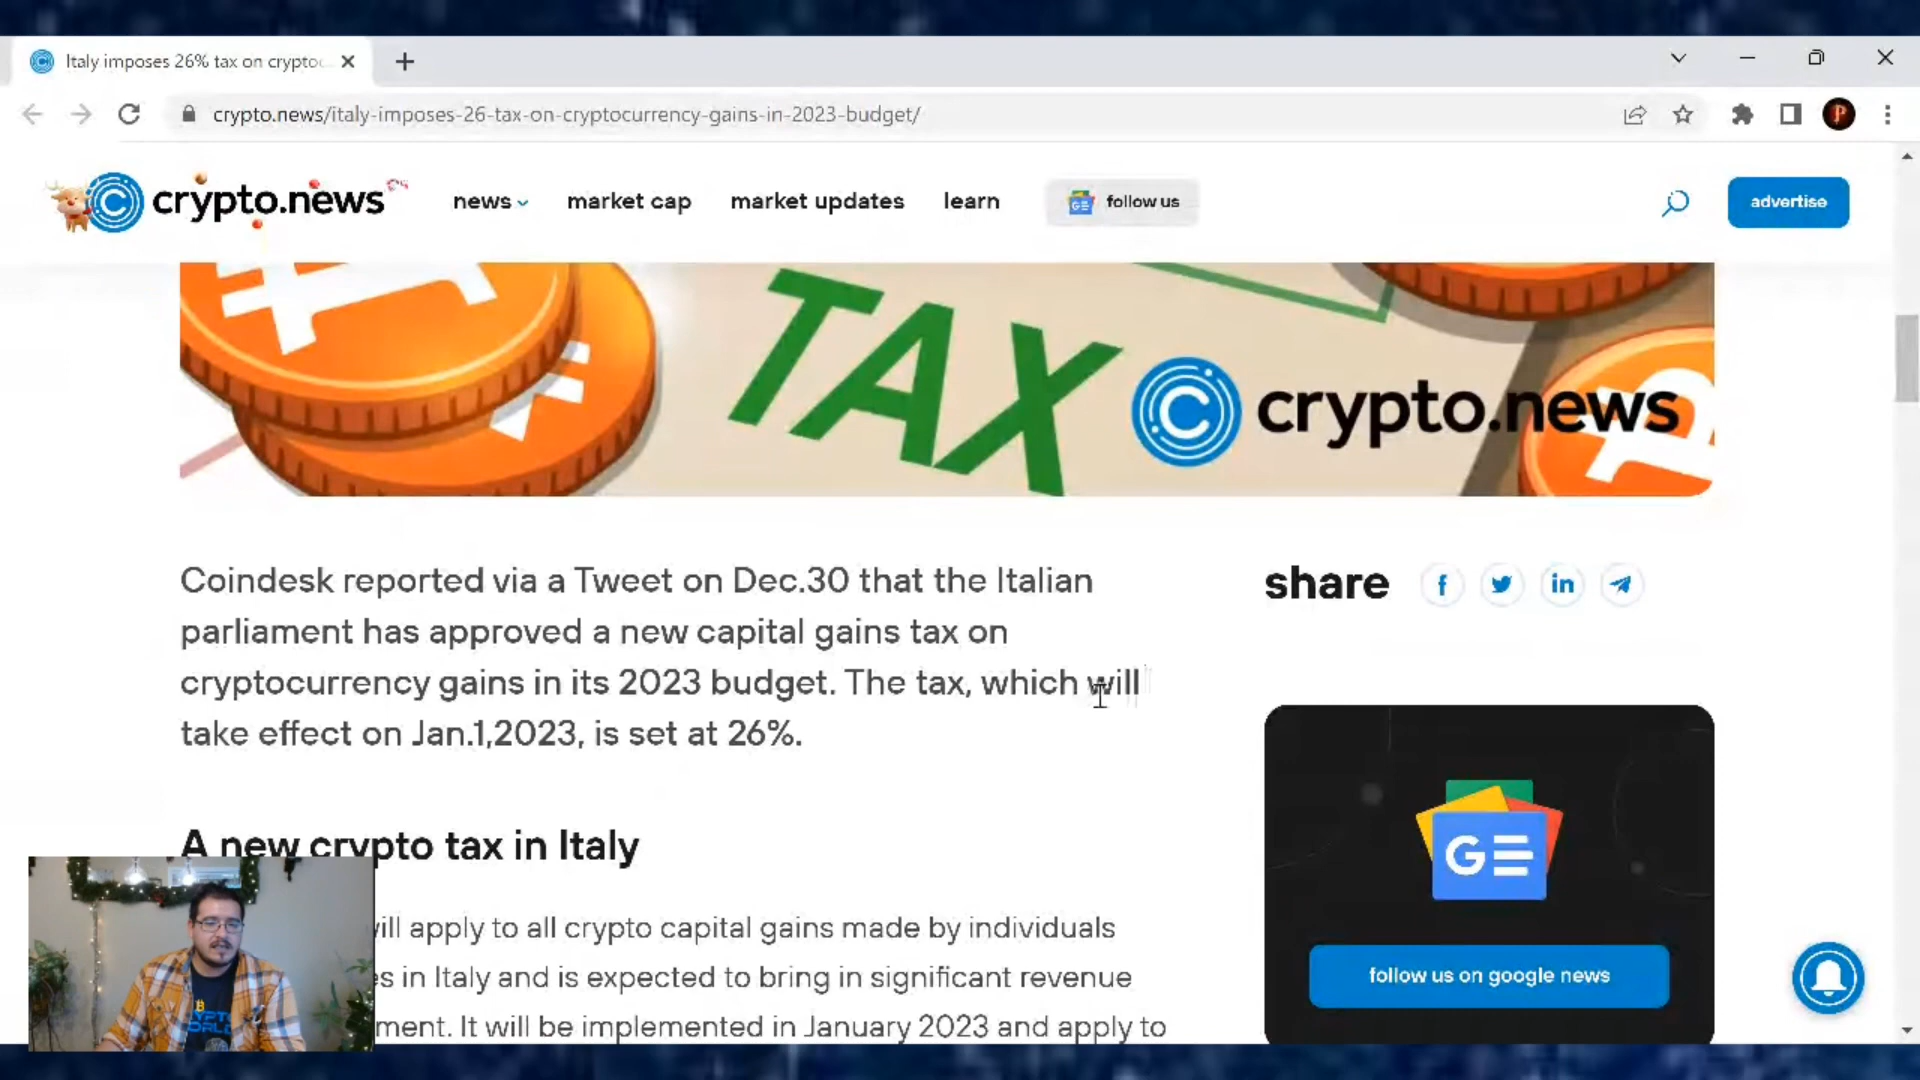 Italy imposes 26% tax on cryptoc
crypto.news/italy-imposes-26-tax-on-cryptocurrency-gains-in-2023-budget/
P
crypto.news
news
market cap
market updates
learn
GE
follow us
advertise
TAX
crypto.news
Coindesk reported via a Tweet on Dec.30 that the Italian
parliament has approved a new capital gains tax on
cryptocurrency gains in its 2023 budget. The tax, which will
take effect on Jan.1,2023, is set at 26%.
share
f
in
A new crypto tax in Italy
ill apply to all crypto capital gains made by individuals
s in Italy and is expected to bring in significant revenue
ment. It will be implemented in January 2023 and apply to
G
follow us on google news